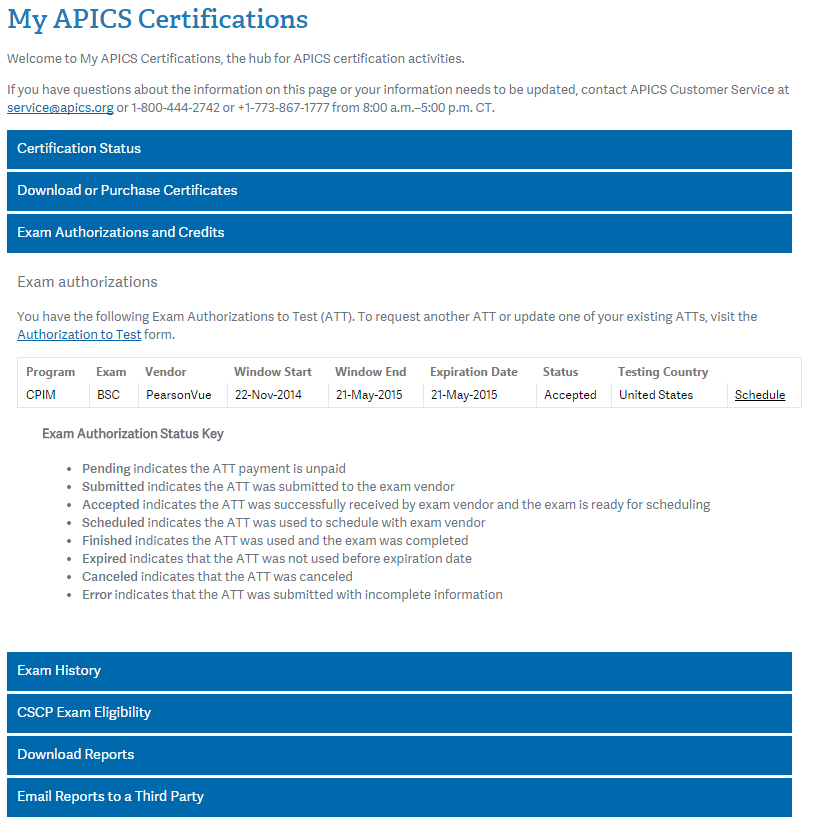 My APICS Certifications
Welcome to My APICS Certifications, the hub for APICS certification activities.
If you have questions about the information on this page or your information needs to be updated, contact APICS Customer Service at
service@apics.org or 1-800-444-2742 or +1-773-867-1777 from 8:00 a.m.–5:00 p.m. CT.
Certification Status
Download or Purchase Certificates
Exam Authorizations and Credits
Exam authorizations
You have the following Exam Authorizations to Test (ATT). To request another ATT or update one of your existing ATTs, visit the
Authorization to Test form.
Program Exam Vendor Window Start Window End Expiration Date Status Testing Country
CPIM BSC PearsonVue 22-Nov-2014 21-May-2015 21-May-2015 Accepted United States Schedule
Exam Authorization Status Key
• Pending indicates the ATT payment is unpaid
• Submitted indicates the ATT was submitted to the exam vendor
• Accepted indicates the ATT was successfully received by exam vendor and the exam is ready for scheduling
• Scheduled indicates the ATT was used to schedule with exam vendor
• Finished indicates the ATT was used and the exam was completed
• Expired indicates that the ATT was not used before expiration date
• Canceled indicates that the ATT was canceled
• Error indicates that the ATT was submitted with incomplete information
Exam History
CSCP Exam Eligibility
Download Reports
Email Reports to a Third Party